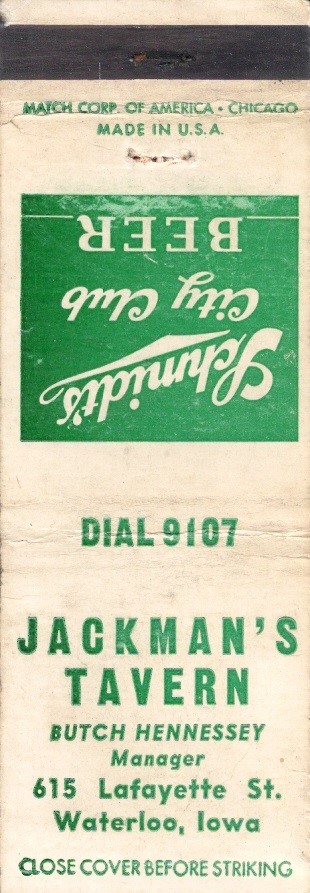 MATCH CORP. OF AMERICA • CHICAGO
MADE IN U.S.A.
Schmidt's
City Club
BEER
DIAL 9107
JACKMAN'S
TAVERN
BUTCH HENNESSEY
Manager
615 Lafayette St.
Waterloo, Iowa
CLOSE COVER BEFORE STRIKING